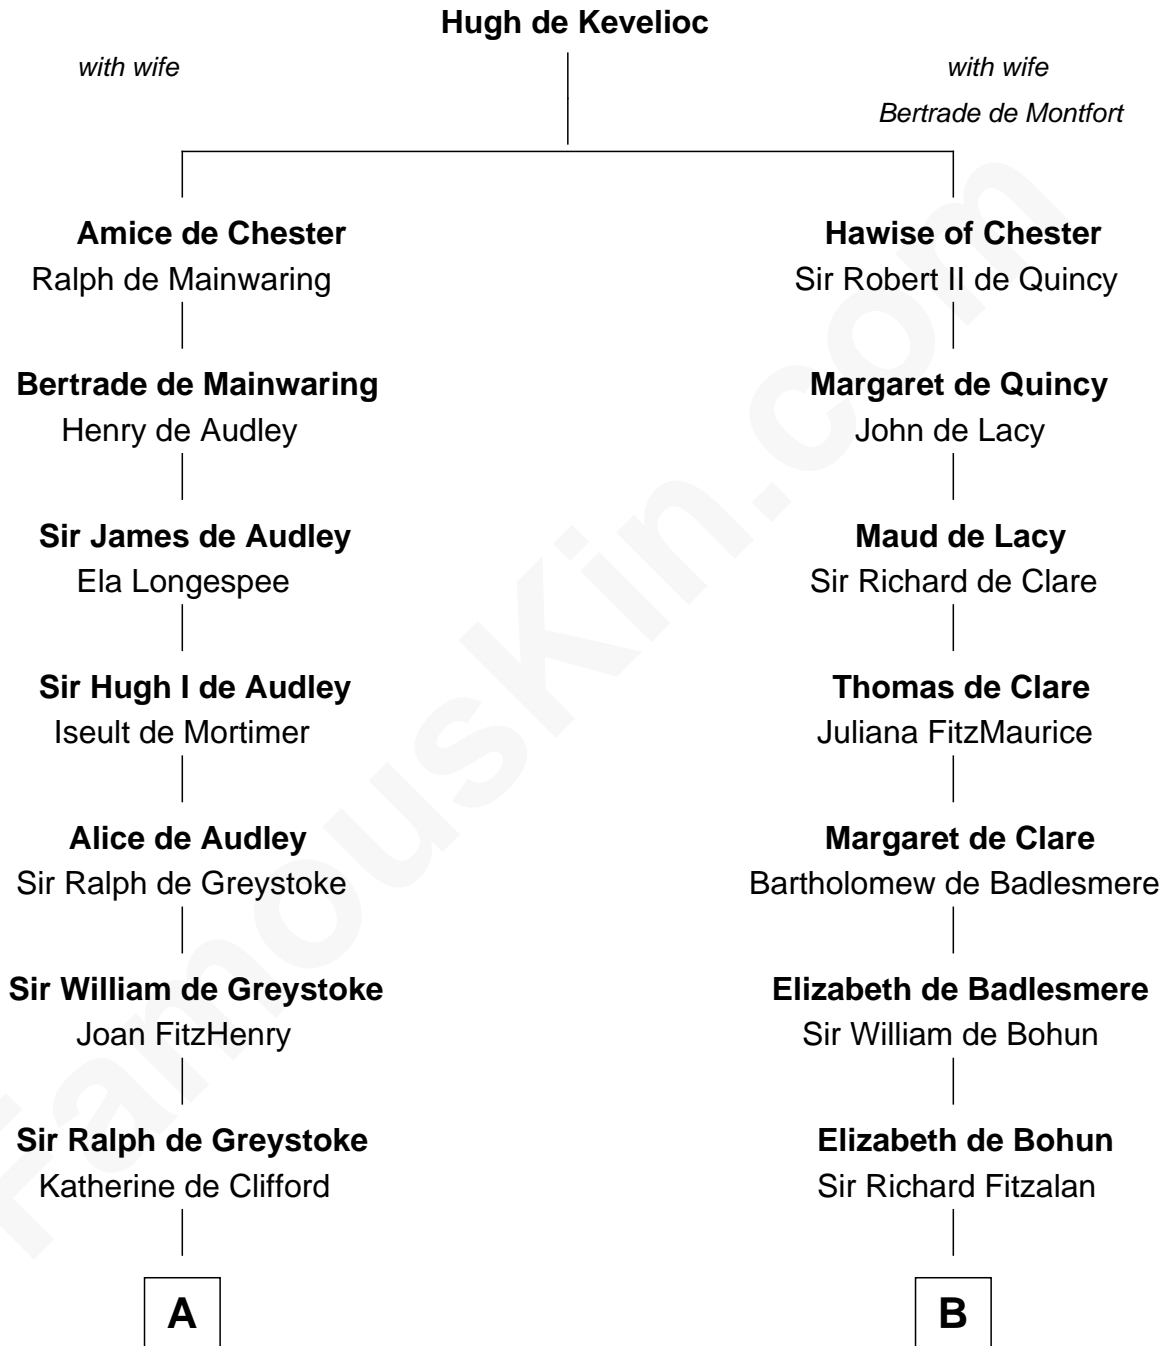 Hugh de Kevelioc
with wife
with wife
Bertrade de Montfort
Amice de Chester
Ralph de Mainwaring
Hawise of Chester
Sir Robert II de Quincy
Bertrade de Mainwaring
Henry de Audley
Margaret de Quincy
John de Lacy
Sir James de Audley
Ela Longespee
Maud de Lacy
Sir Richard de Clare
Sir Hugh I de Audley
Iseult de Mortimer
Thomas de Clare
Juliana FitzMaurice
Alice de Audley
Sir Ralph de Greystoke
Margaret de Clare
Bartholomew de Badlesmere
Sir William de Greystoke
Joan FitzHenry
Elizabeth de Badlesmere
Sir William de Bohun
Sir Ralph de Greystoke
Katherine de Clifford
Elizabeth de Bohun
Sir Richard Fitzalan
A
B
FamousKin.com